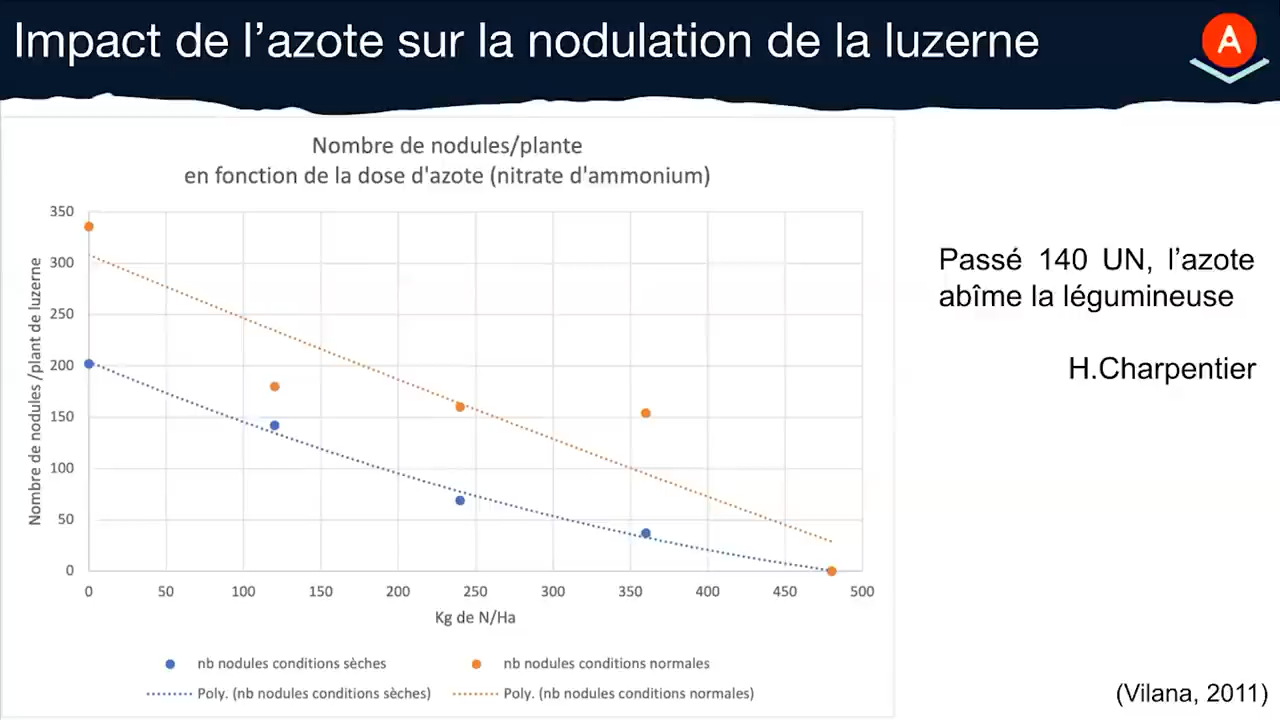 Impact de l’azote sur la nodulation de la luzerne
A
Nombre de nodules/plante
en fonction de la dose d'azote (nitrate d'ammonium)
Nombre de nodules /plant de luzerne
350
300
250
200
150
100
50
0
0 50 100 150 200 250 300 350 400 450 500
Kg de N/Ha
nb nodules conditions sèches nb nodules conditions normales
Poly. (nb nodules conditions sèches) Poly. (nb nodules conditions normales)
Passé 140 UN, l’azote
abîme la légumineuse
H.Charpentier
(Vilana, 2011)